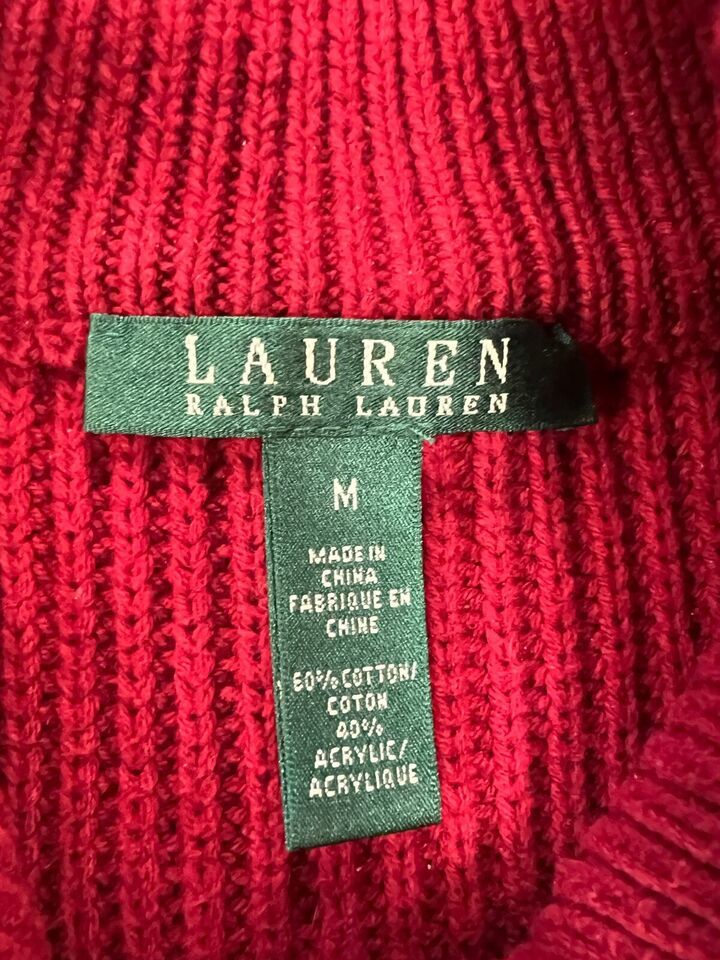 LAUREN
RALPH LAUREN
M
MADE IN
CHINA
FABRIQUE EN
CHINE
60% COTTON/
COTON
40%
ACRYLIC/
ACRYLIQUE